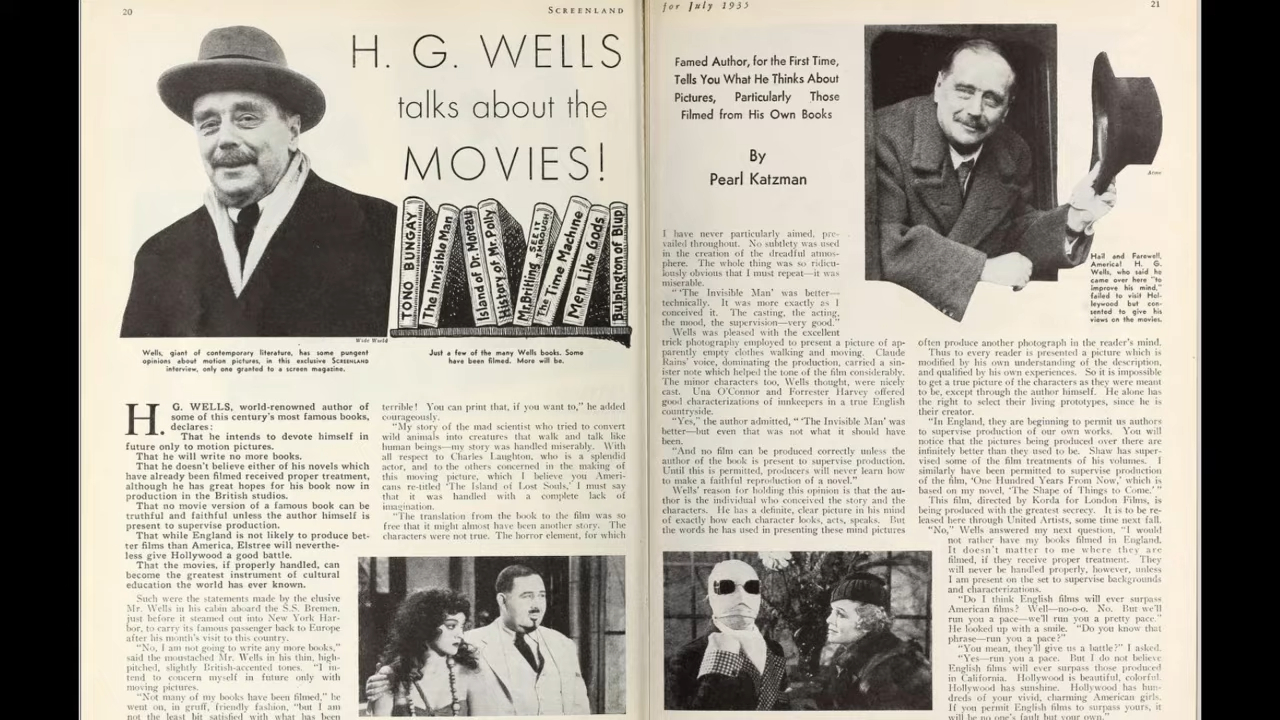 20
SCREENLAND
H. G. WELLS
talks about the
MOVIES!
TONO BUNGAY
The Invisible Man
Island of Dr. Moreau
History of Mr. Polly
Mr. Britling SEE IT THROUGH
The Time Machine
Men Like Gods
Bulpington of Blup
Wide World
Wells, giant of contemporary literature, has some pungent
opinions about motion pictures, in this exclusive SCREENLAND
interview, only one granted to a screen magazine.
Just a few of the many Wells books. Some
have been filmed. More will be.
H. G. WELLS, world-renowned author of
some of this century's most famous books,
declares:
That he intends to devote himself in
future only to motion pictures.
That he will write no more books.
That he doesn't believe either of his novels which
have already been filmed received proper treatment,
although he has great hopes for his book now in
production in the British studios.
That no movie version of a famous book can be
truthful and faithful unless the author himself is
present to supervise production.
That while England is not likely to produce bet-
ter films than America, Elstree will neverthe-
less give Hollywood a good battle.
That the movies, if properly handled, can
become the greatest instrument of cultural
education the world has ever known.
Such were the statements made by the elusive
Mr. Wells in his cabin aboard the S.S. Bremen,
just before it steamed out into New York Har-
bor, to carry its famous passenger back to Europe
after his month's visit to this country.
"No, I am not going to write any more books,"
said the moustached Mr. Wells in his thin, high-
pitched, slightly British-accented tones. "I in-
tend to concern myself in future only with
moving pictures.
"Not many of my books have been filmed," he
went on, in gruff, friendly fashion, "but I am
not the least bit satisfied with what has been
terrible! You can print that, if you want to," he added
courageously.
"My story of the mad scientist who tried to convert
wild animals into creatures that walk and talk like
human beings—my story was handled miserably. With
all respect to Charles Laughton, who is a splendid
actor, and to the others concerned in the making of
this moving picture, which I believe you Ameri-
cans re-titled 'The Island of Lost Souls,' I must say
that it was handled with a complete lack of
imagination.
"The translation from the book to the film was so
free that it might almost have been another story. The
characters were not true. The horror element, for which
for July 1935
21
Famed Author, for the First Time,
Tells You What He Thinks About
Pictures, Particularly Those
Filmed from His Own Books
By
Pearl Katzman
Acme
Hail and Farewell,
America! H. G.
Wells, who said he
came over here "to
improve his mind,"
failed to visit Hol-
lywood but con-
sented to give his
views on the movies.
I have never particularly aimed, pre-
vailed throughout. No subtlety was used
in the creation of the dreadful atmos-
phere. The whole thing was so ridicu-
lously obvious that I must repeat—it was
miserable.
"'The Invisible Man' was better—
technically. It was more exactly as I
conceived it. The casting, the acting,
the mood, the supervision—very good."
Wells was pleased with the excellent
trick photography employed to present a picture of ap-
parently empty clothes walking and moving. Claude
Rains' voice, dominating the production, carried a sin-
ister note which helped the tone of the film considerably.
The minor characters too, Wells thought, were nicely
cast. Una O'Connor and Forrester Harvey offered
good characterizations of innkeepers in a true English
countryside.
"Yes," the author admitted, "'The Invisible Man' was
better—but even that was not what it should have
been.
"And no film can be produced correctly unless the
author of the book is present to supervise production.
Until this is permitted, producers will never learn how
to make a faithful reproduction of a novel."
Wells' reason for holding this opinion is that the au-
thor is the individual who conceived the story and the
characters. He has a definite, clear picture in his mind
of exactly how each character looks, acts, speaks. But
the words he has used in presenting these mind pictures
often produce another photograph in the reader's mind.
Thus to every reader is presented a picture which is
modified by his own understanding of the description,
and qualified by his own experiences. So it is impossible
to get a true picture of the characters as they were meant
to be, except through the author himself. He alone has
the right to select their living prototypes, since he is
their creator.
"In England, they are beginning to permit us authors
to supervise production of our own works. You will
notice that the pictures being produced over there are
infinitely better than they used to be. Shaw has super-
vised some of the film treatments of his volumes. I
similarly have been permitted to supervise production
of the film, 'One Hundred Years From Now,' which is
based on my novel, 'The Shape of Things to Come.'"
This film, directed by Korda for London Films, is
being produced with the greatest secrecy. It is to be re-
leased here through United Artists, some time next fall.
"No," Wells answered my next question, "I would
not rather have my books filmed in England.
It doesn't matter to me where they are
filmed, if they receive proper treatment. They
will never be handled properly, however, unless
I am present on the set to supervise backgrounds
and characterizations.
"Do I think English films will ever surpass
American films? Well—no-o-o. No. But we'll
run you a pace—we'll run you a pretty pace."
He looked up with a smile. "Do you know that
phrase—run you a pace?"
"You mean, they'll give us a battle?" I asked.
"Yes—run you a pace. But I do not believe
English films will ever surpass those produced
in California. Hollywood is beautiful, colorful.
Hollywood has sunshine. Hollywood has hun-
dreds of your vivid, charming American girls.
If you permit English films to surpass yours, it
will be no one's fault but your own."